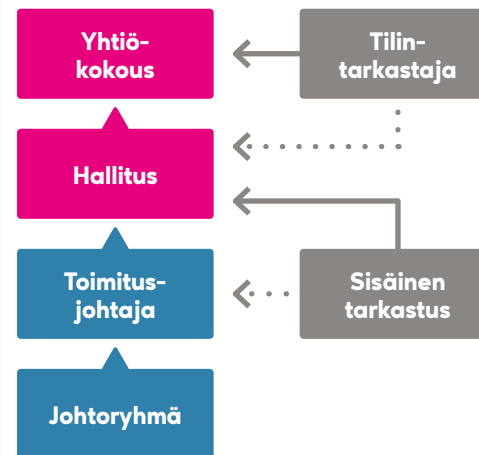 Yhtiö-
kokous
Tilin-
tarkastaja
Hallitus
Toimitus-
johtaja
Sisäinen
tarkastus
Johtoryhmä